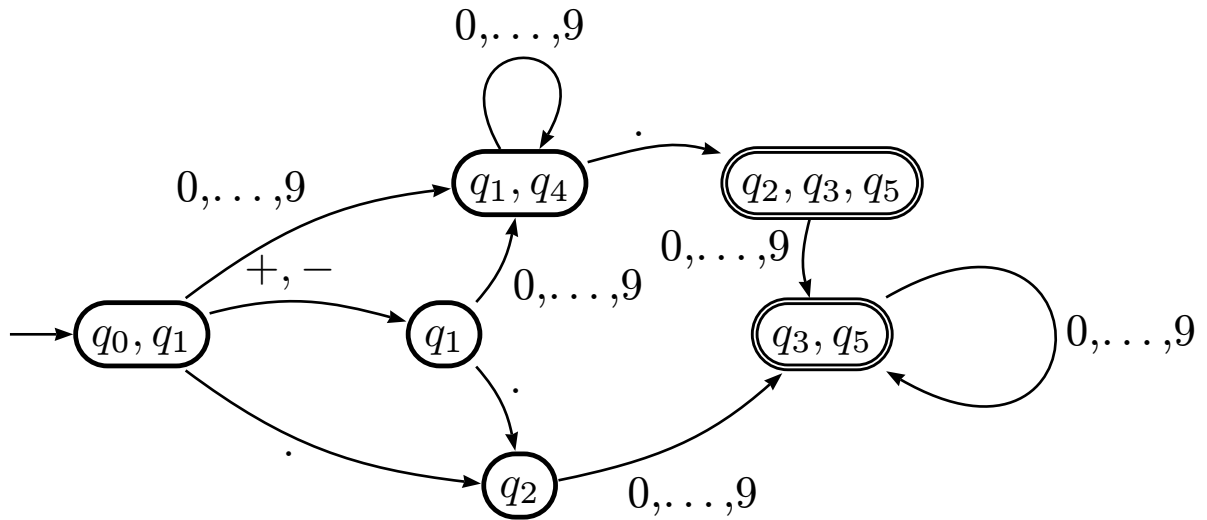 0,...,9
.
q₁, q₄
q₂, q₃, q₅
0,...,9
0,...,9
+, −
0,...,9
q₀, q₁
q₁
q₃, q₅
0,...,9
.
.
q₂
0,...,9